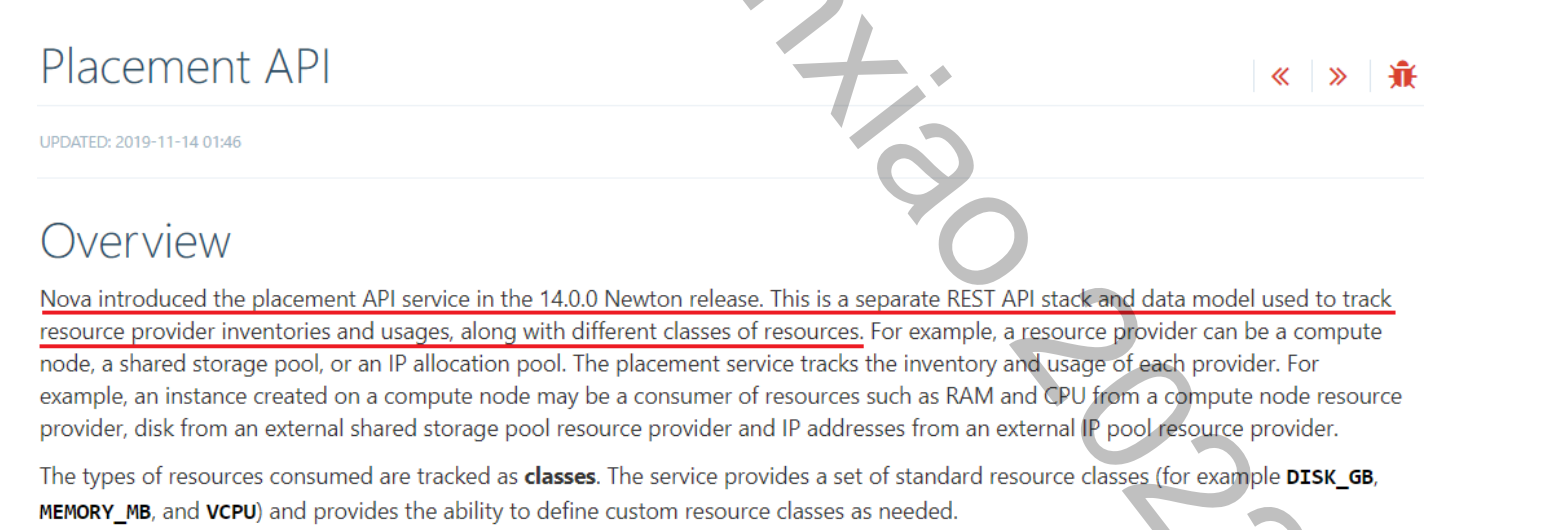 Placement API
UPDATED: 2019-11-14 01:46
Overview
Nova introduced the placement API service in the 14.0.0 Newton release. This is a separate REST API stack and data model used to track
resource provider inventories and usages, along with different classes of resources. For example, a resource provider can be a compute
node, a shared storage pool, or an IP allocation pool. The placement service tracks the inventory and usage of each provider. For
example, an instance created on a compute node may be a consumer of resources such as RAM and CPU from a compute node resource
provider, disk from an external shared storage pool resource provider and IP addresses from an external IP pool resource provider.
The types of resources consumed are tracked as classes. The service provides a set of standard resource classes (for example DISK_GB,
MEMORY_MB, and VCPU) and provides the ability to define custom resource classes as needed.